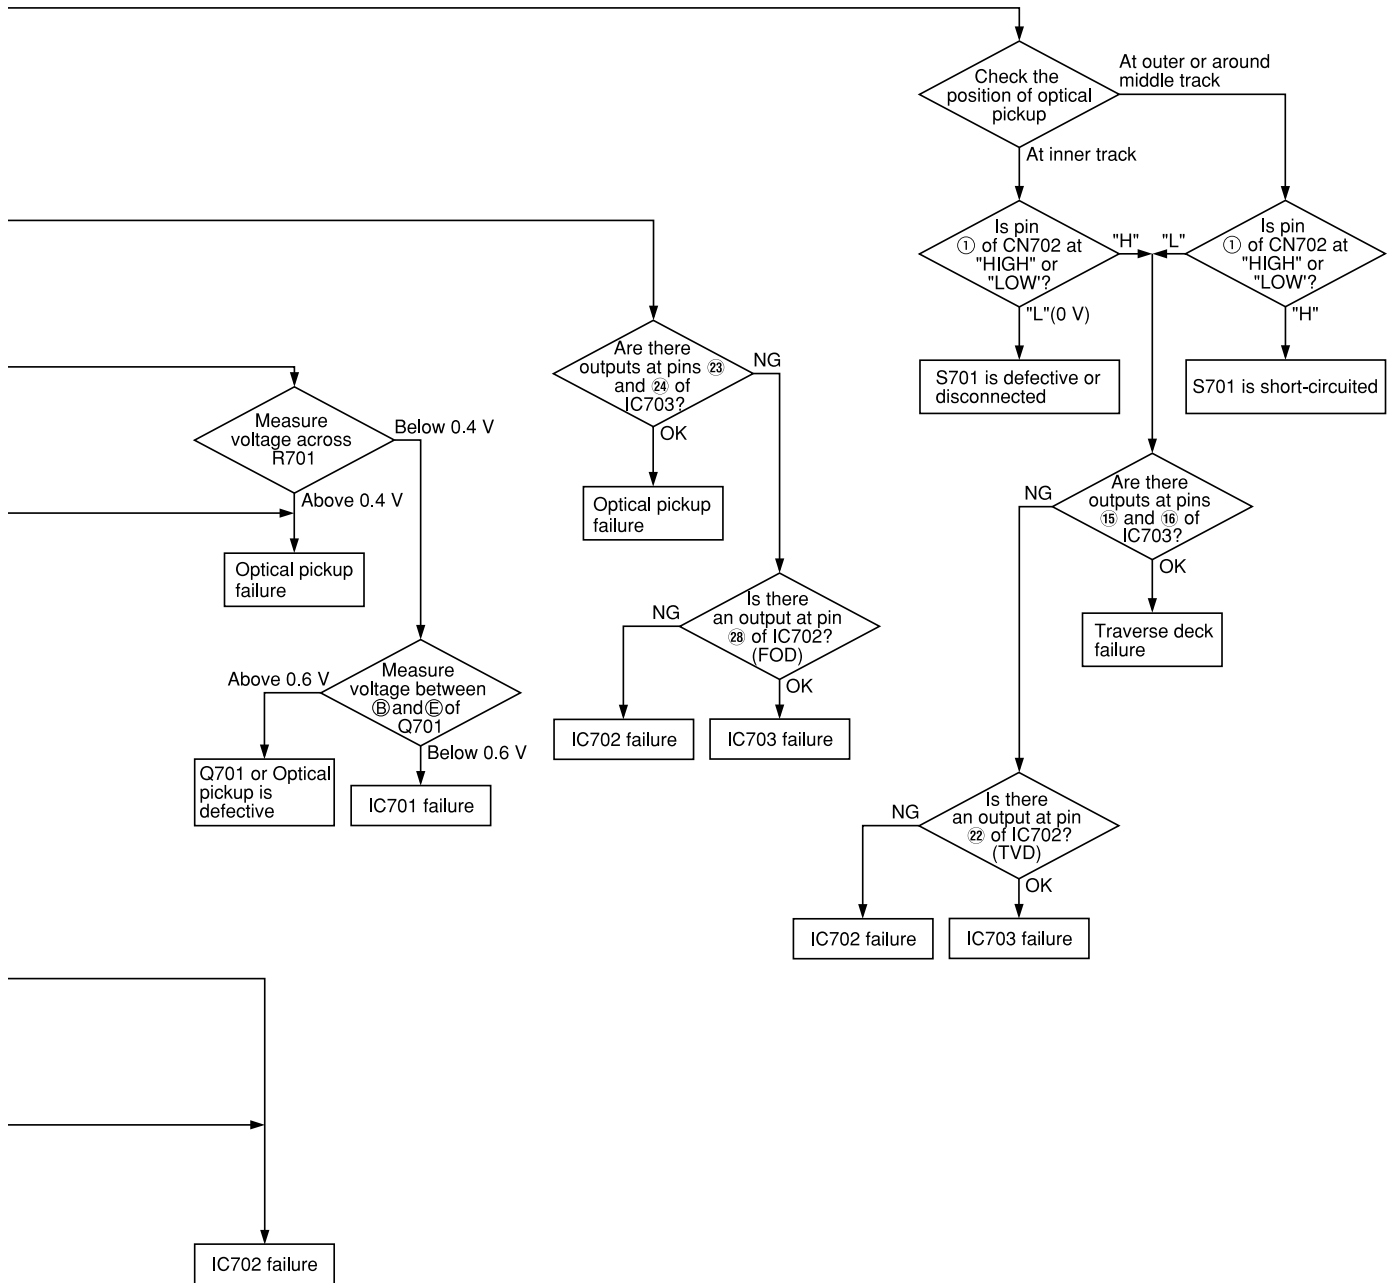 Check the
position of optical
pickup
At outer or around
middle track
At inner track
Is pin
① of CN702 at
"HIGH" or
"LOW'?
"H"
"L"
Is pin
① of CN702 at
"HIGH" or
"LOW'?
"L"(0 V)
"H"
S701 is defective or
disconnected
S701 is short-circuited
Are there
outputs at pins ㉓
and ㉔ of
IC703?
NG
OK
Optical pickup
failure
Measure
voltage across
R701
Below 0.4 V
Above 0.4 V
Optical pickup
failure
Are there
outputs at pins
⑮ and ⑯ of
IC703?
NG
OK
Traverse deck
failure
Is there
an output at pin
㉘ of IC702?
(FOD)
NG
OK
IC702 failure
IC703 failure
Measure
voltage between
Ⓑ and Ⓔ of
Q701
Above 0.6 V
Below 0.6 V
Q701 or Optical
pickup is
defective
IC701 failure
Is there
an output at pin
㉒ of IC702?
(TVD)
NG
OK
IC702 failure
IC703 failure
IC702 failure